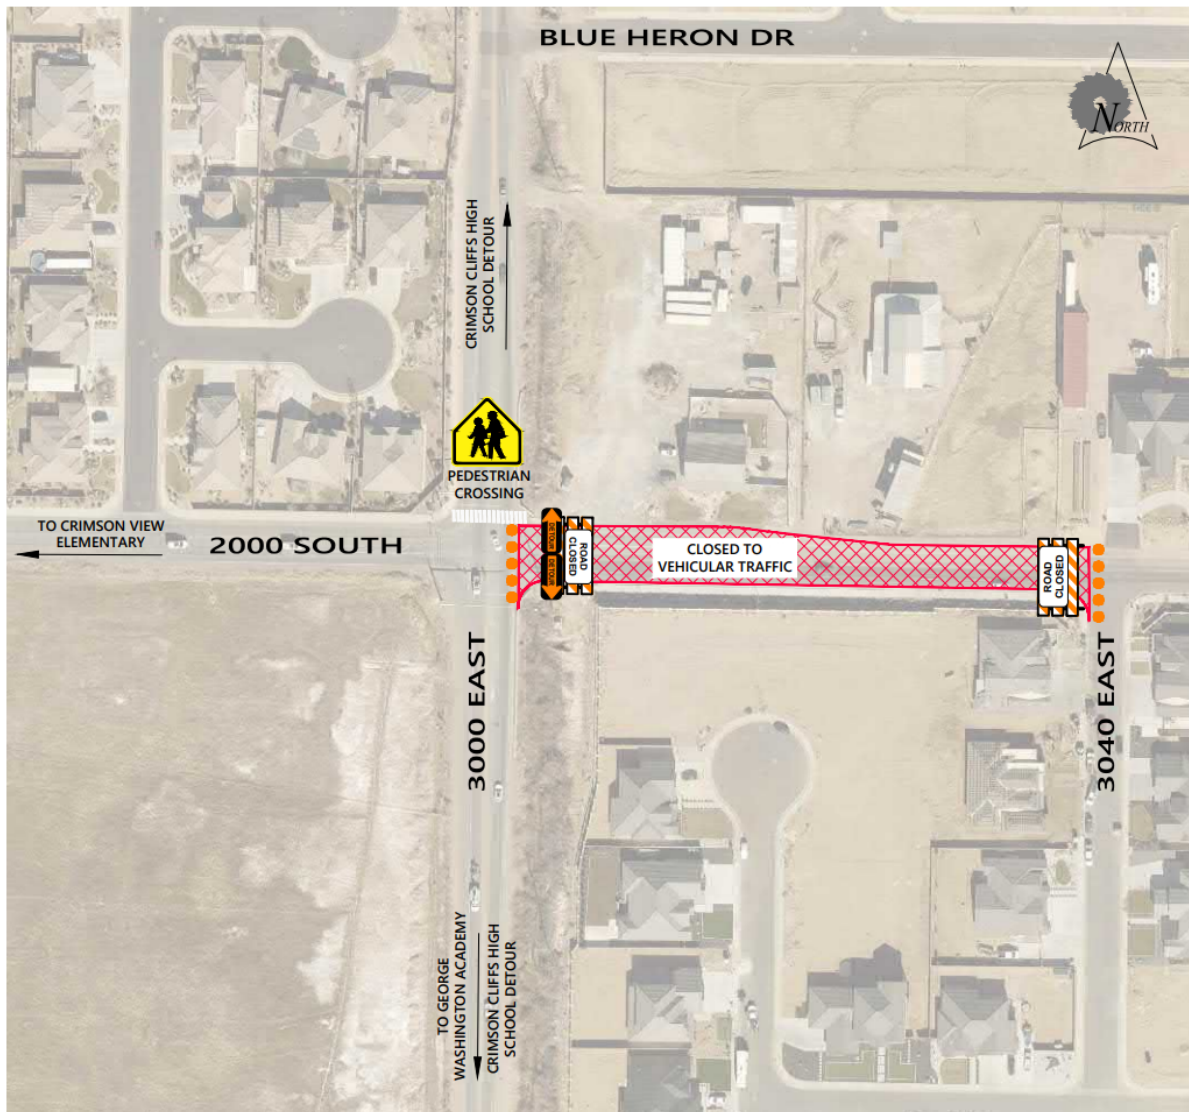 BLUE HERON DR
NORTH
CRIMSON CLIFFS HIGH
SCHOOL DETOUR
PEDESTRIAN
CROSSING
TO CRIMSON VIEW
ELEMENTARY
2000 SOUTH
DETOUR
DETOUR
ROAD
CLOSED
CLOSED TO
VEHICULAR TRAFFIC
ROAD
CLOSED
3000 EAST
3040 EAST
TO GEORGE
WASHINGTON ACADEMY
CRIMSON CLIFFS HIGH
SCHOOL DETOUR